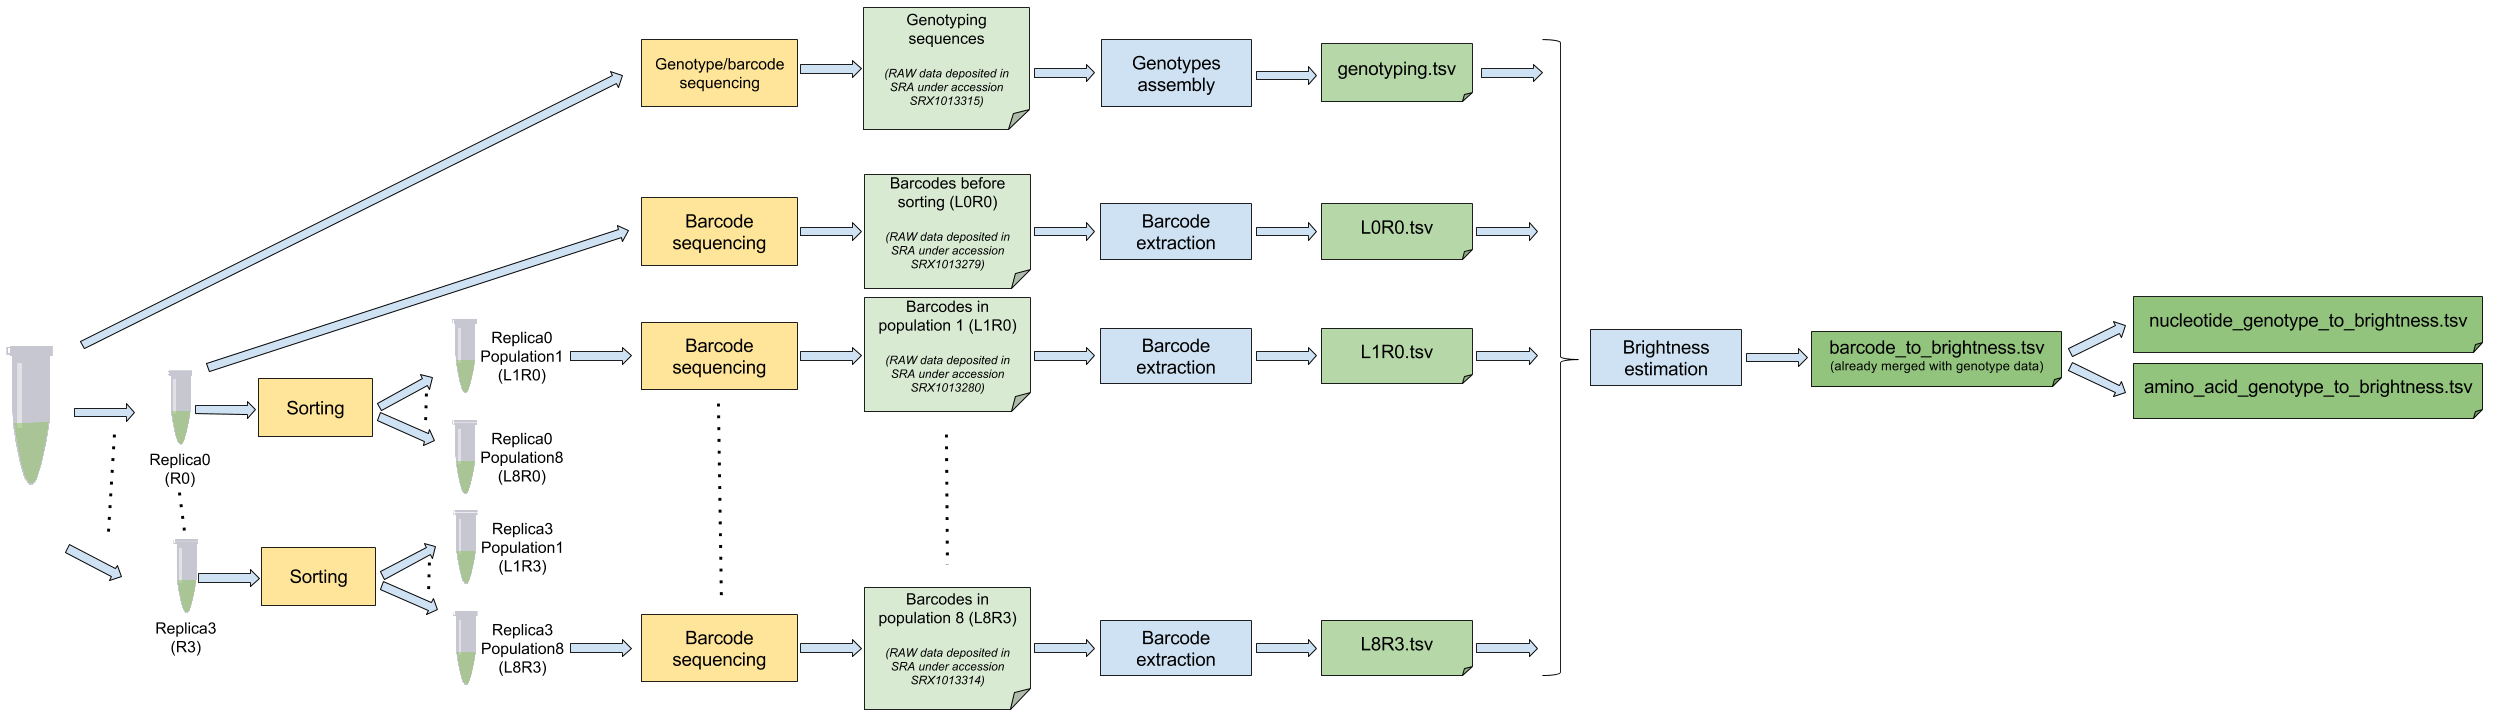 Genotype/barcode
sequencing
Genotyping
sequences
(RAW data deposited in
SRA under accession
SRX1013315)
Genotypes
assembly
genotyping.tsv
Barcode
sequencing
Barcodes before
sorting (L0R0)
(RAW data deposited in
SRA under accession
SRX1013279)
Barcode
extraction
L0R0.tsv
Replica0
(R0)
Sorting
Replica0
Population1
(L1R0)
Barcode
sequencing
Barcodes in
population 1 (L1R0)
(RAW data deposited in
SRA under accession
SRX1013280)
Barcode
extraction
L1R0.tsv
Replica0
Population8
(L8R0)
Replica3
(R3)
Sorting
Replica3
Population1
(L1R3)
Replica3
Population8
(L8R3)
Barcode
sequencing
Barcodes in
population 8 (L8R3)
(RAW data deposited in
SRA under accession
SRX1013314)
Barcode
extraction
L8R3.tsv
Brightness
estimation
barcode_to_brightness.tsv
(already merged with genotype data)
nucleotide_genotype_to_brightness.tsv
amino_acid_genotype_to_brightness.tsv